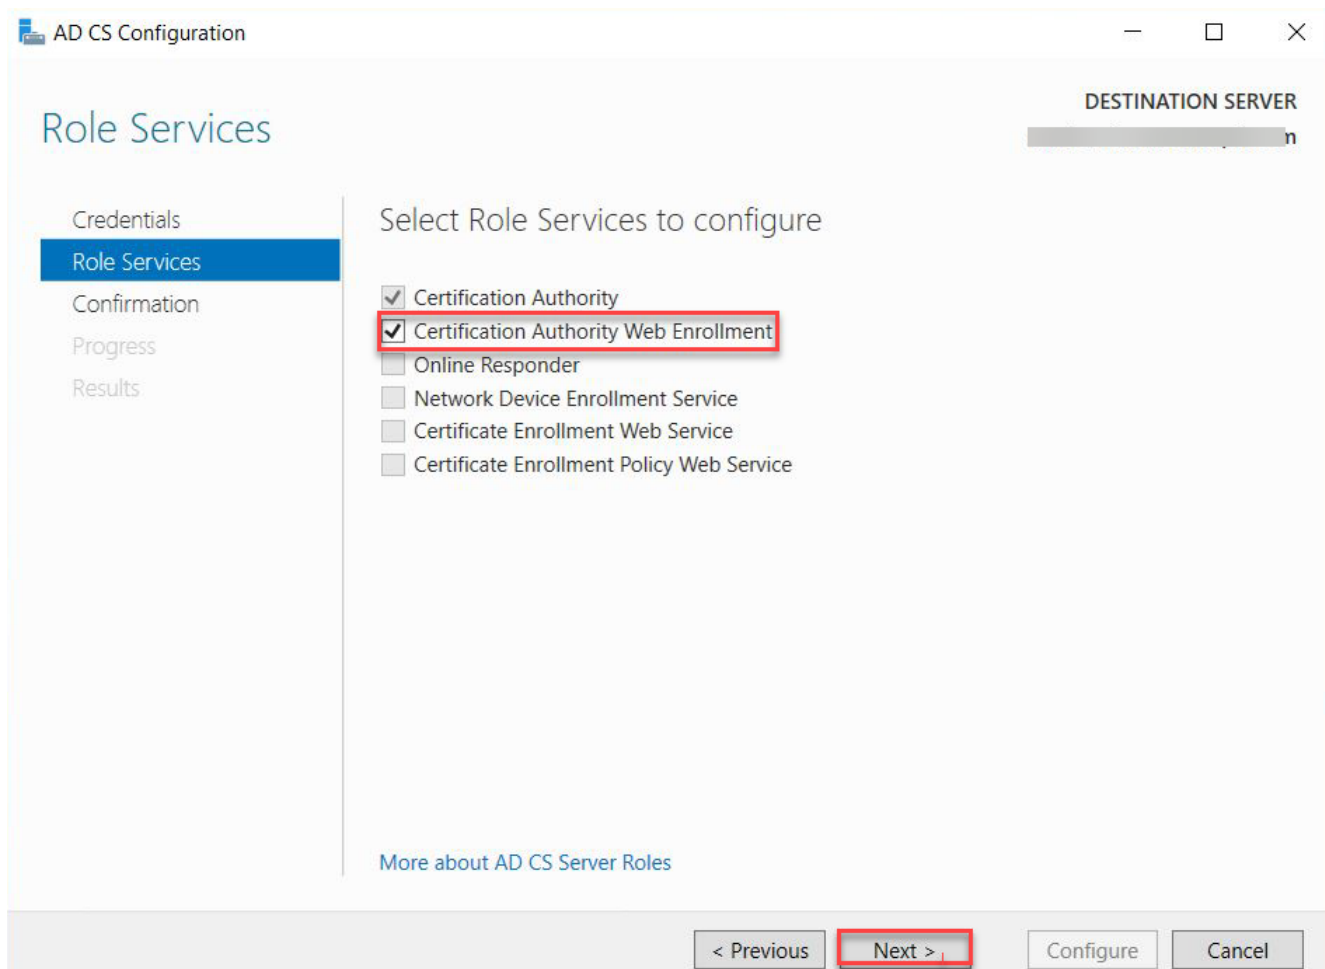 AD CS Configuration
Role Services
DESTINATION SERVER
Credentials
Role Services
Confirmation
Progress
Results
Select Role Services to configure
Certification Authority
Certification Authority Web Enrollment
Online Responder
Network Device Enrollment Service
Certificate Enrollment Web Service
Certificate Enrollment Policy Web Service
More about AD CS Server Roles
< Previous
Next >
Configure
Cancel